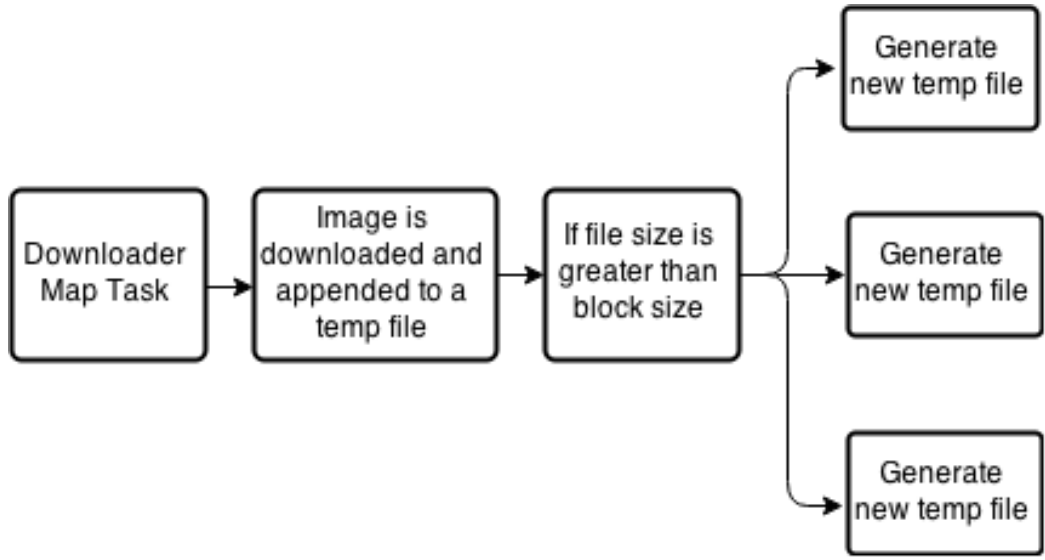 Downloader
Map Task
Image is
downloaded and
appended to a
temp file
If file size is
greater than
block size
Generate
new temp file
Generate
new temp file
Generate
new temp file